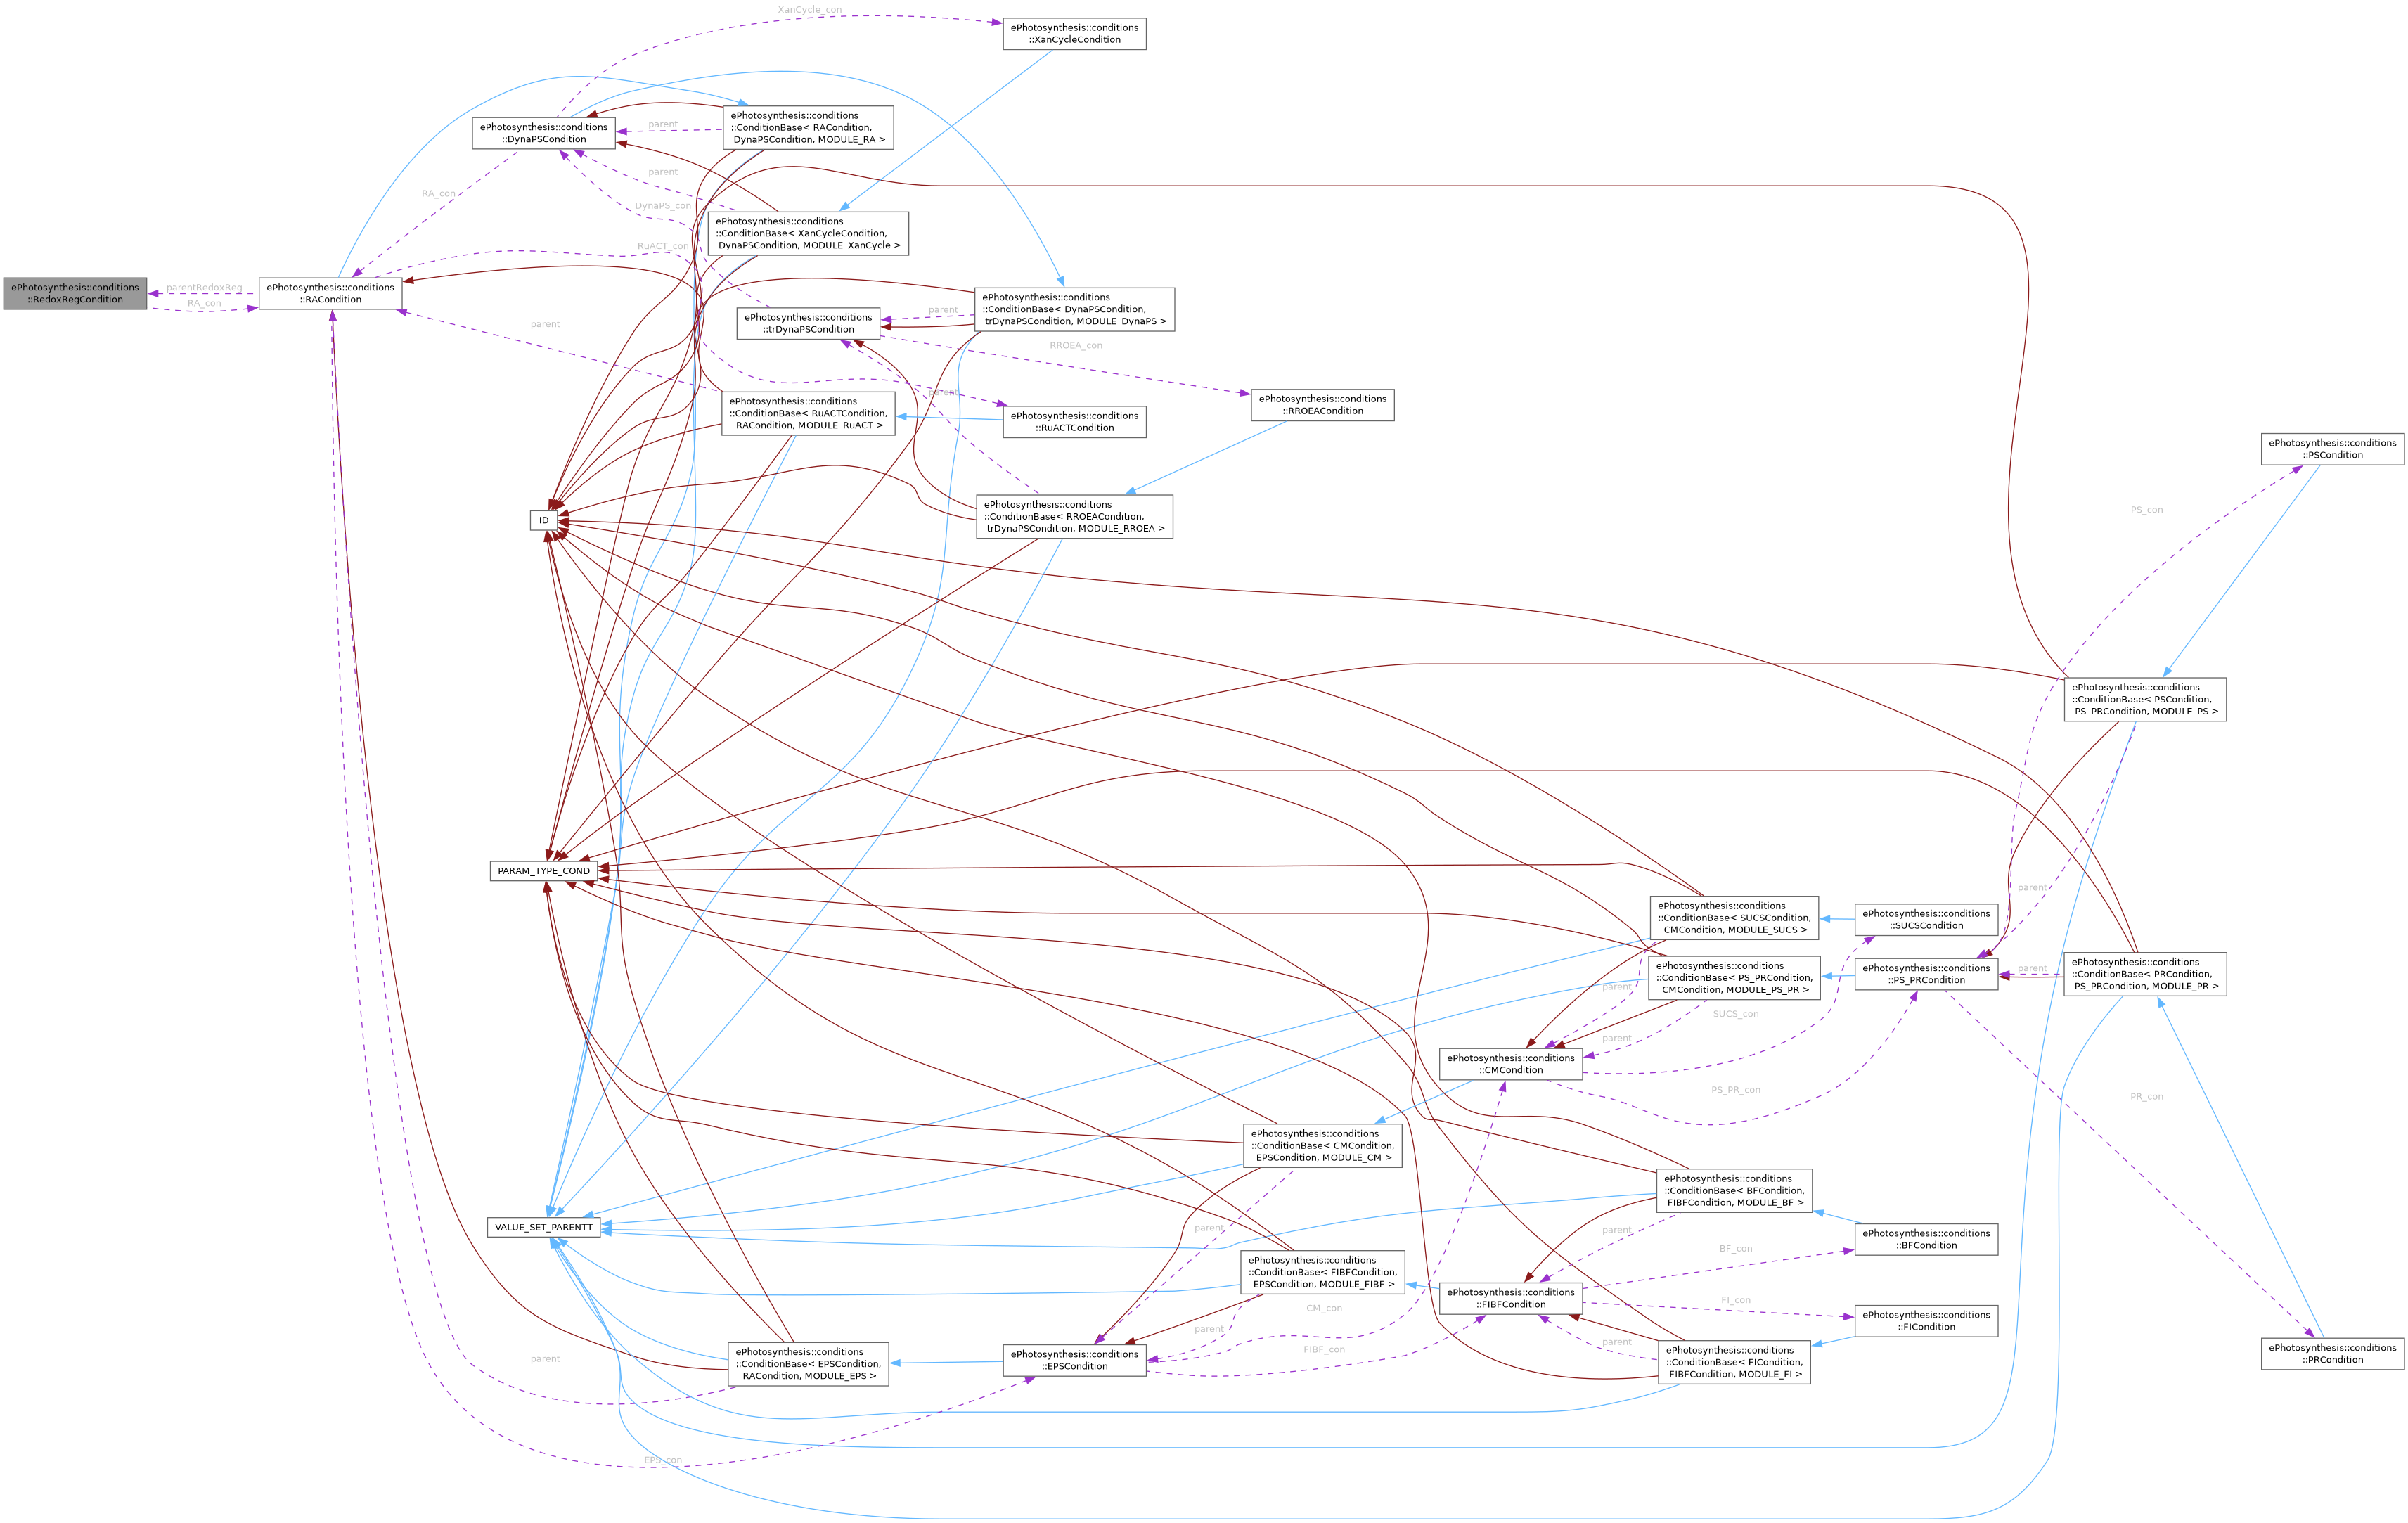 XanCycle_con
ePhotosynthesis::conditions
::XanCycleCondition
ePhotosynthesis::conditions
::ConditionBase< RACondition,
DynaPSCondition, MODULE_RA >
ePhotosynthesis::conditions
::DynaPSCondition
parent
RA_con
parent
DynaPS_con
ePhotosynthesis::conditions
::ConditionBase< XanCycleCondition,
DynaPSCondition, MODULE_XanCycle >
RuACT_con
ePhotosynthesis::conditions
::RedoxRegCondition
parentRedoxReg
RA_con
ePhotosynthesis::conditions
::RACondition
parent
ePhotosynthesis::conditions
::trDynaPSCondition
parent
ePhotosynthesis::conditions
::ConditionBase< DynaPSCondition,
trDynaPSCondition, MODULE_DynaPS >
RROEA_con
parent
ePhotosynthesis::conditions
::RROEACondition
ePhotosynthesis::conditions
::ConditionBase< RuACTCondition,
RACondition, MODULE_RuACT >
ePhotosynthesis::conditions
::RuACTCondition
ePhotosynthesis::conditions
::PSCondition
ID
ePhotosynthesis::conditions
::ConditionBase< RROEACondition,
trDynaPSCondition, MODULE_RROEA >
PS_con
ePhotosynthesis::conditions
::ConditionBase< PSCondition,
PS_PRCondition, MODULE_PS >
PARAM_TYPE_COND
parent
ePhotosynthesis::conditions
::ConditionBase< SUCSCondition,
CMCondition, MODULE_SUCS >
ePhotosynthesis::conditions
::SUCSCondition
ePhotosynthesis::conditions
::ConditionBase< PS_PRCondition,
CMCondition, MODULE_PS_PR >
ePhotosynthesis::conditions
::PS_PRCondition
parent
ePhotosynthesis::conditions
::ConditionBase< PRCondition,
PS_PRCondition, MODULE_PR >
parent
SUCS_con
parent
ePhotosynthesis::conditions
::CMCondition
PS_PR_con
PR_con
ePhotosynthesis::conditions
::ConditionBase< CMCondition,
EPSCondition, MODULE_CM >
ePhotosynthesis::conditions
::ConditionBase< BFCondition,
FIBFCondition, MODULE_BF >
VALUE_SET_PARENTT
parent
parent
BF_con
ePhotosynthesis::conditions
::BFCondition
ePhotosynthesis::conditions
::ConditionBase< FIBFCondition,
EPSCondition, MODULE_FIBF >
CM_con
ePhotosynthesis::conditions
::FIBFCondition
FI_con
ePhotosynthesis::conditions
::FICondition
parent
FIBF_con
parent
ePhotosynthesis::conditions
::ConditionBase< FICondition,
FIBFCondition, MODULE_FI >
ePhotosynthesis::conditions
::PRCondition
parent
ePhotosynthesis::conditions
::ConditionBase< EPSCondition,
RACondition, MODULE_EPS >
ePhotosynthesis::conditions
::EPSCondition
EPS_con